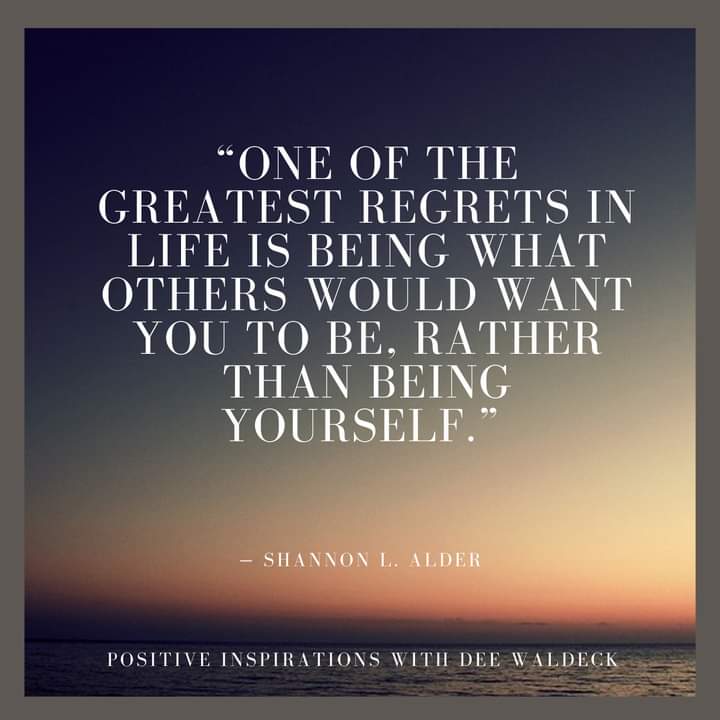 “ONE OF THE
GREATEST REGRETS IN
LIFE IS BEING WHAT
OTHERS WOULD WANT
YOU TO BE, RATHER
THAN BEING
YOURSELF.”
– SHANNON L. ALDER
POSITIVE INSPIRATIONS WITH DEE WALDECK